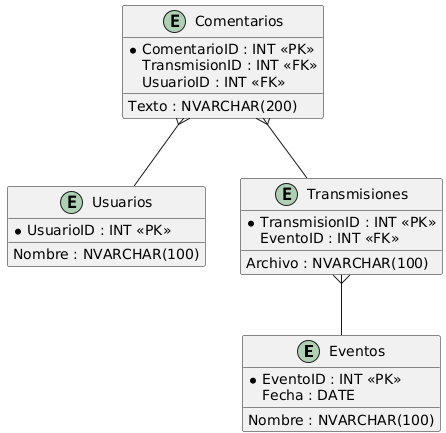 E Comentarios
ComentarioID : INT «PK»
TransmisionID : INT «FK»
UsuarioID : INT «FK»
Texto : NVARCHAR(200)
E Usuarios
UsuarioID : INT «PK»
Nombre : NVARCHAR(100)
E Transmisiones
TransmisionID : INT «PK»
EventoID : INT «FK»
Archivo : NVARCHAR(100)
E Eventos
EventoID : INT «PK»
Fecha : DATE
Nombre : NVARCHAR(100)